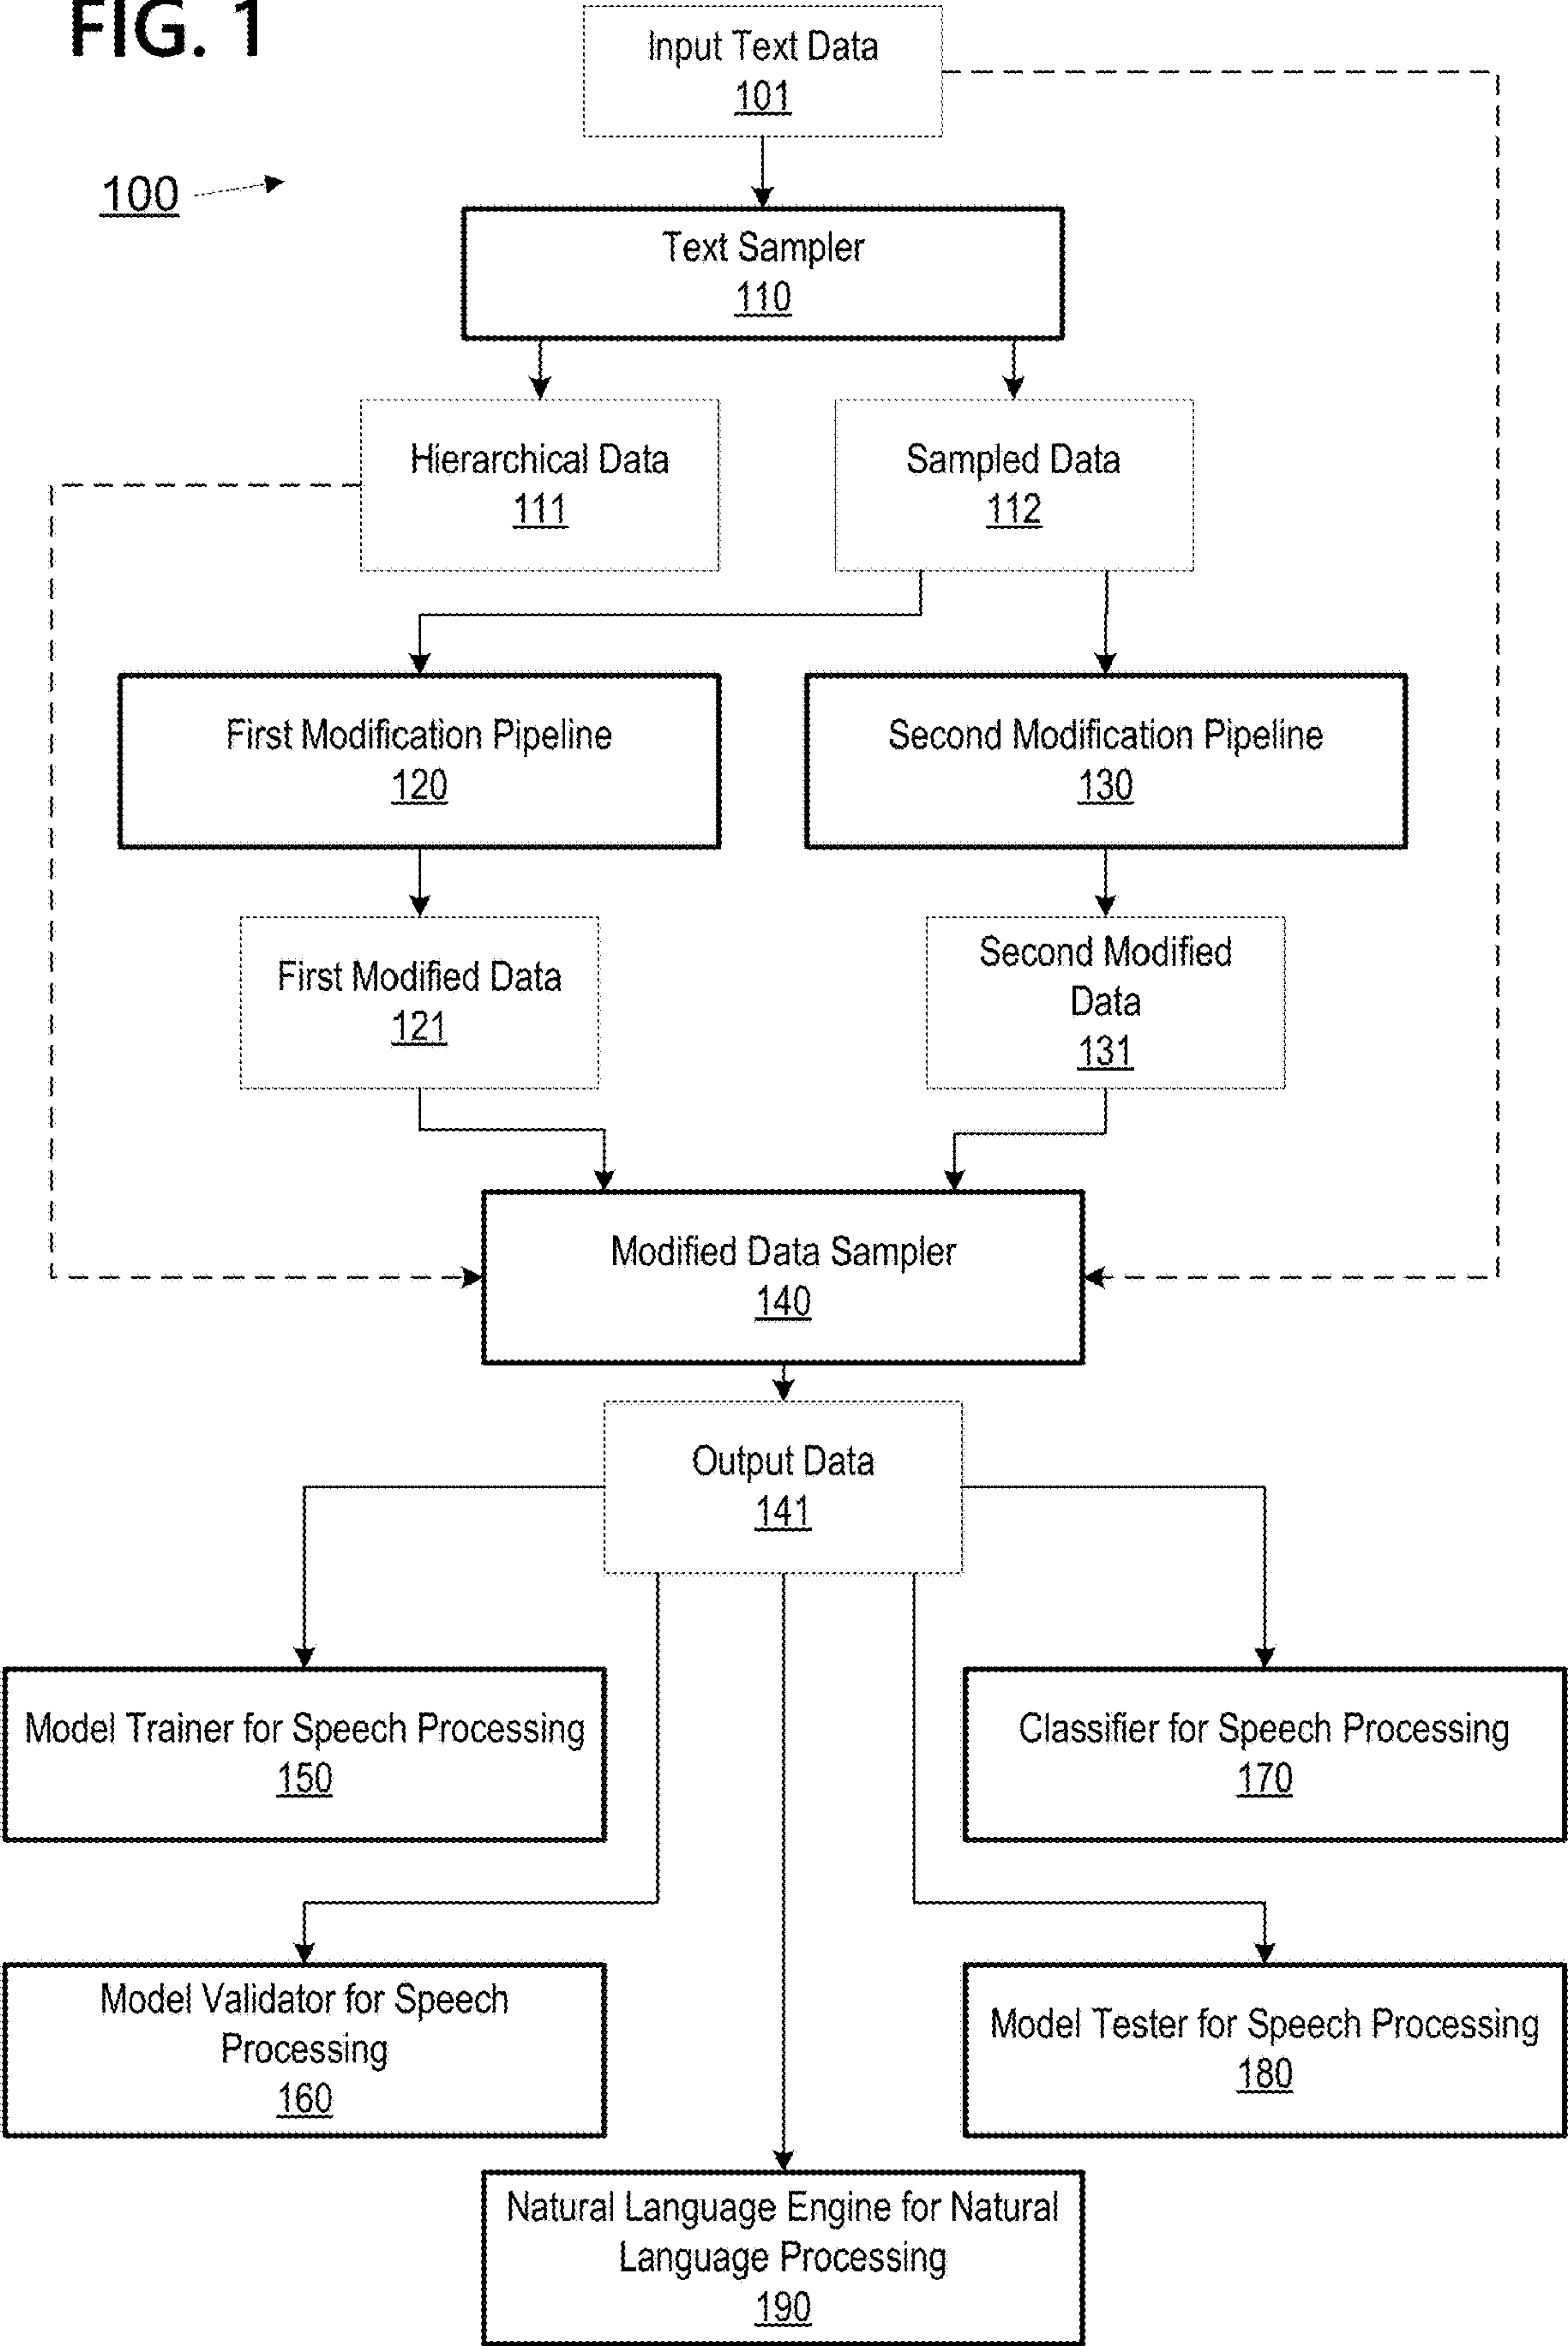 FIG. 1
Input Text Data
101
100
Text Sampler
110
Hierarchical Data
111
Sampled Data
112
First Modification Pipeline
120
Second Modification Pipeline
130
First Modified Data
121
Second Modified
Data
131
Modified Data Sampler
140
Output Data
141
Model Trainer for Speech Processing
150
Classifier for Speech Processing
170
Model Validator for Speech
Processing
160
Model Tester for Speech Processing
180
Natural Language Engine for Natural
Language Processing
190